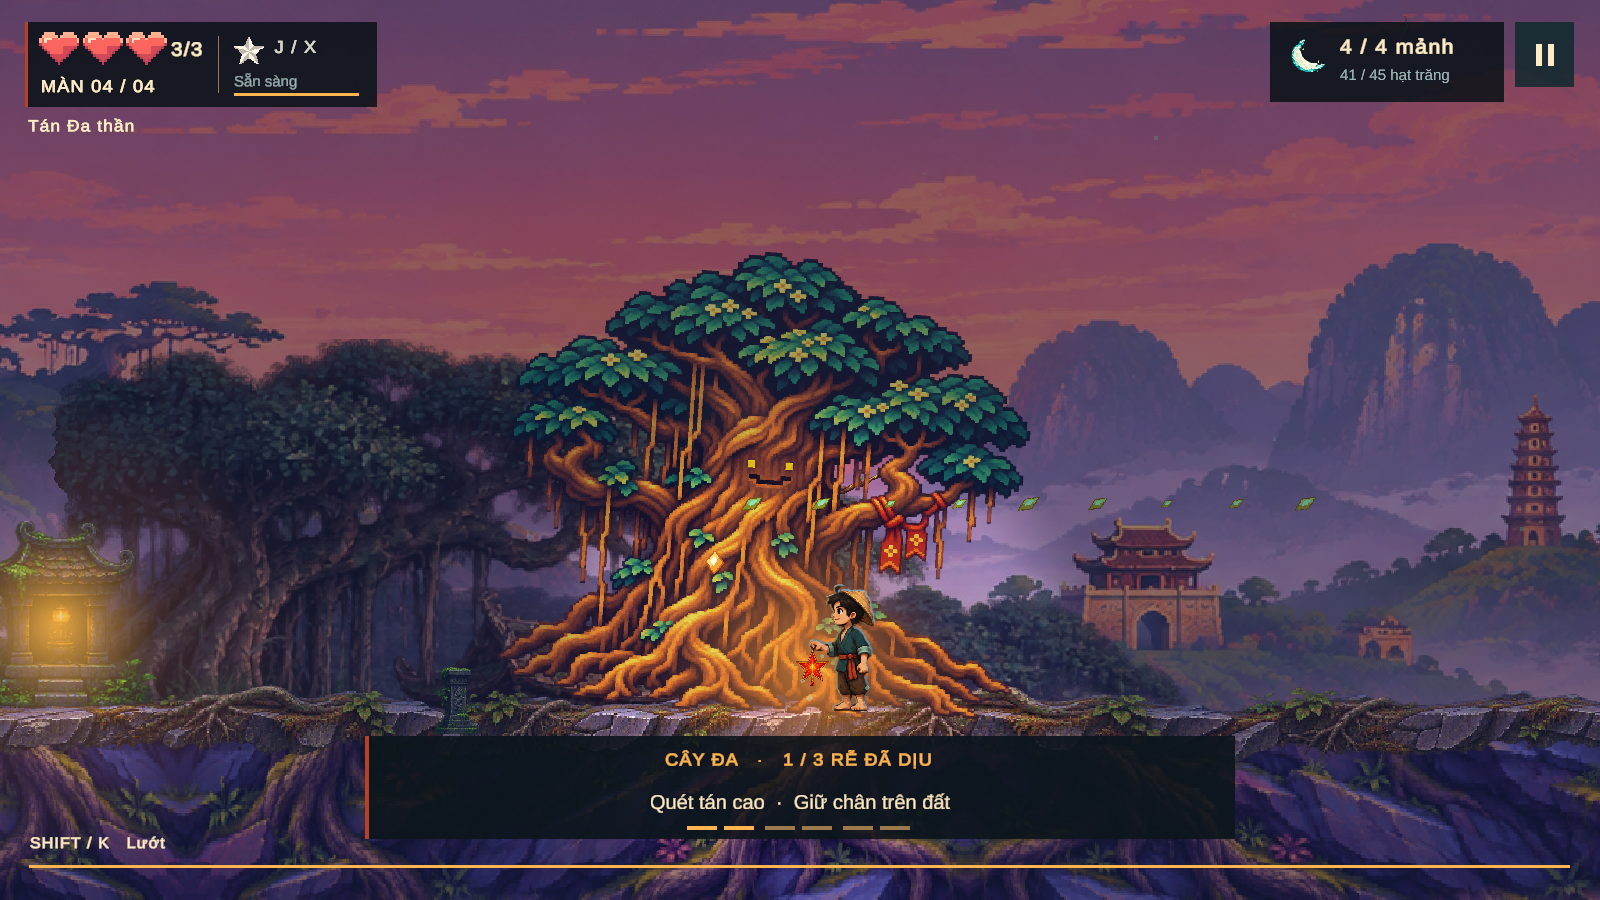 3/3
J / X
Sẵn sàng
MÀN 04 / 04
Tán Đa thần
4 / 4 mảnh
41 / 45 hạt trăng
CÂY ĐA · 1 / 3 RỄ ĐÃ DỊU
Quét tán cao · Giữ chân trên đất
SHIFT / K Lướt